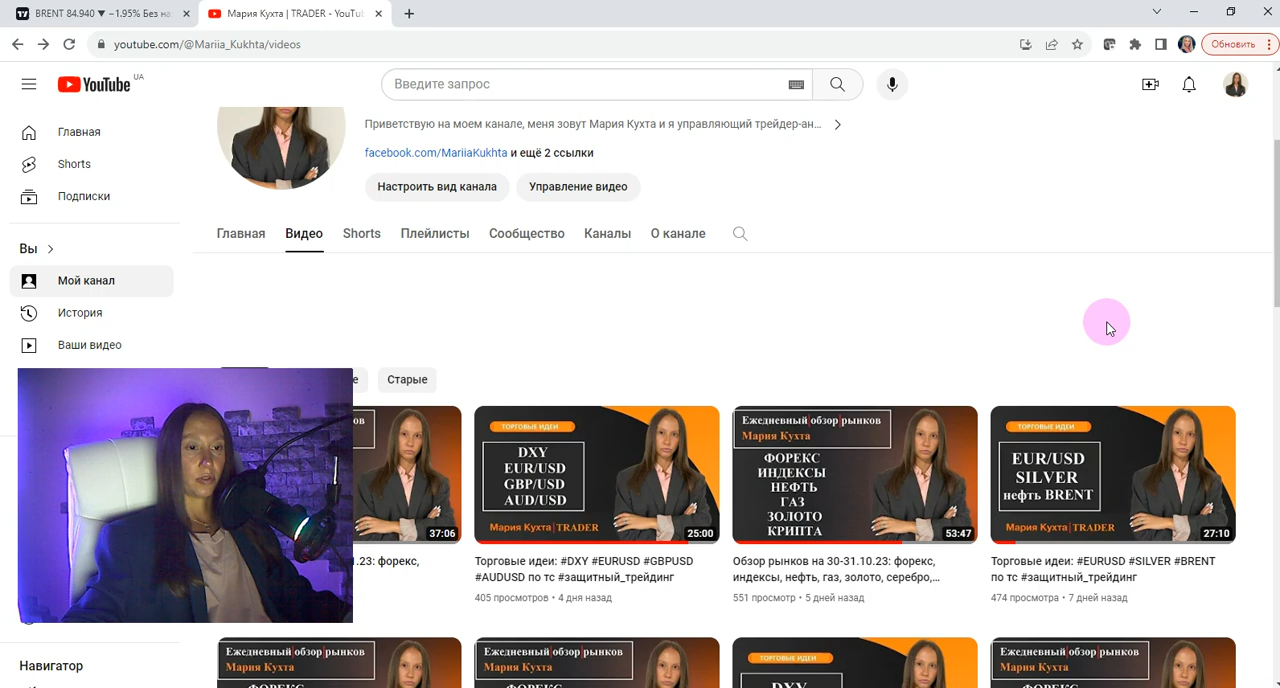 BRENT 84.940 ▼ −1.95% Без на
Мария Кухта | TRADER - YouTu
youtube.com/@Mariia_Kukhta/videos
Обновить
YouTube UA
Введите запрос
Главная
Shorts
Подписки
Вы
Мой канал
История
Ваши видео
Навигатор
Приветствую на моем канале, меня зовут Мария Кухта и я управляющий трейдер-ан...
facebook.com/MariiaKukhta и ещё 2 ссылки
Настроить вид канала
Управление видео
Главная
Видео
Shorts
Плейлисты
Сообщество
Каналы
О канале
е
Старые
37:06
1.23: форекс,
ТОРГОВЫЕ ИДЕИ
DXY
EUR/USD
GBP/USD
AUD/USD
Мария Кухта | TRADER
25:00
Торговые идеи: #DXY #EURUSD #GBPUSD
#AUDUSD по тс #защитный_трейдинг
405 просмотров • 4 дня назад
Ежедневный обзор рынков
Мария Кухта
ФОРЕКС
ИНДЕКСЫ
НЕФТЬ
ГАЗ
ЗОЛОТО
КРИПТА
53:47
Обзор рынков на 30-31.10.23: форекс,
индексы, нефть, газ, золото, серебро,...
551 просмотр • 5 дней назад
ТОРГОВЫЕ ИДЕИ
EUR/USD
SILVER
нефть BRENT
Мария Кухта | TRADER
27:10
Торговые идеи: #EURUSD #SILVER #BRENT
по тс #защитный_трейдинг
474 просмотра • 7 дней назад
Ежедневный обзор рынков
Мария Кухта
ФОРЕКС
Ежедневный обзор рынков
Мария Кухта
ФОРЕКС
ТОРГОВЫЕ ИДЕИ
DXY
Ежедневный обзор рынков
Мария Кухта
ФОРЕКС